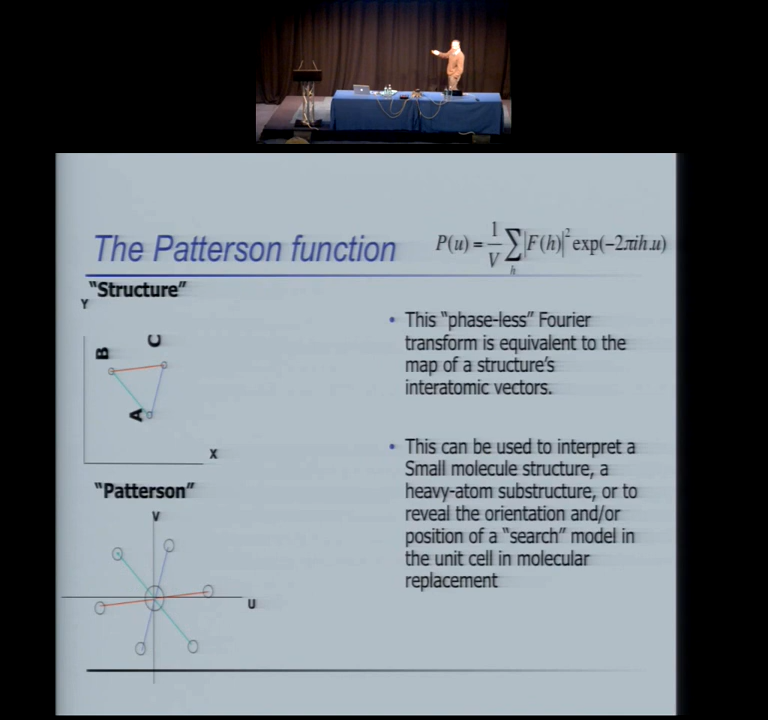 The Patterson function
P(u) = 1/V ∑h |F(h)|² exp(−2πih.u)
“Structure”
Y
B
C
A
X
• This “phase-less” Fourier
transform is equivalent to the
map of a structure’s
interatomic vectors.
• This can be used to interpret a
Small molecule structure, a
heavy-atom substructure, or to
reveal the orientation and/or
position of a “search” model in
the unit cell in molecular
replacement
“Patterson”
V
U